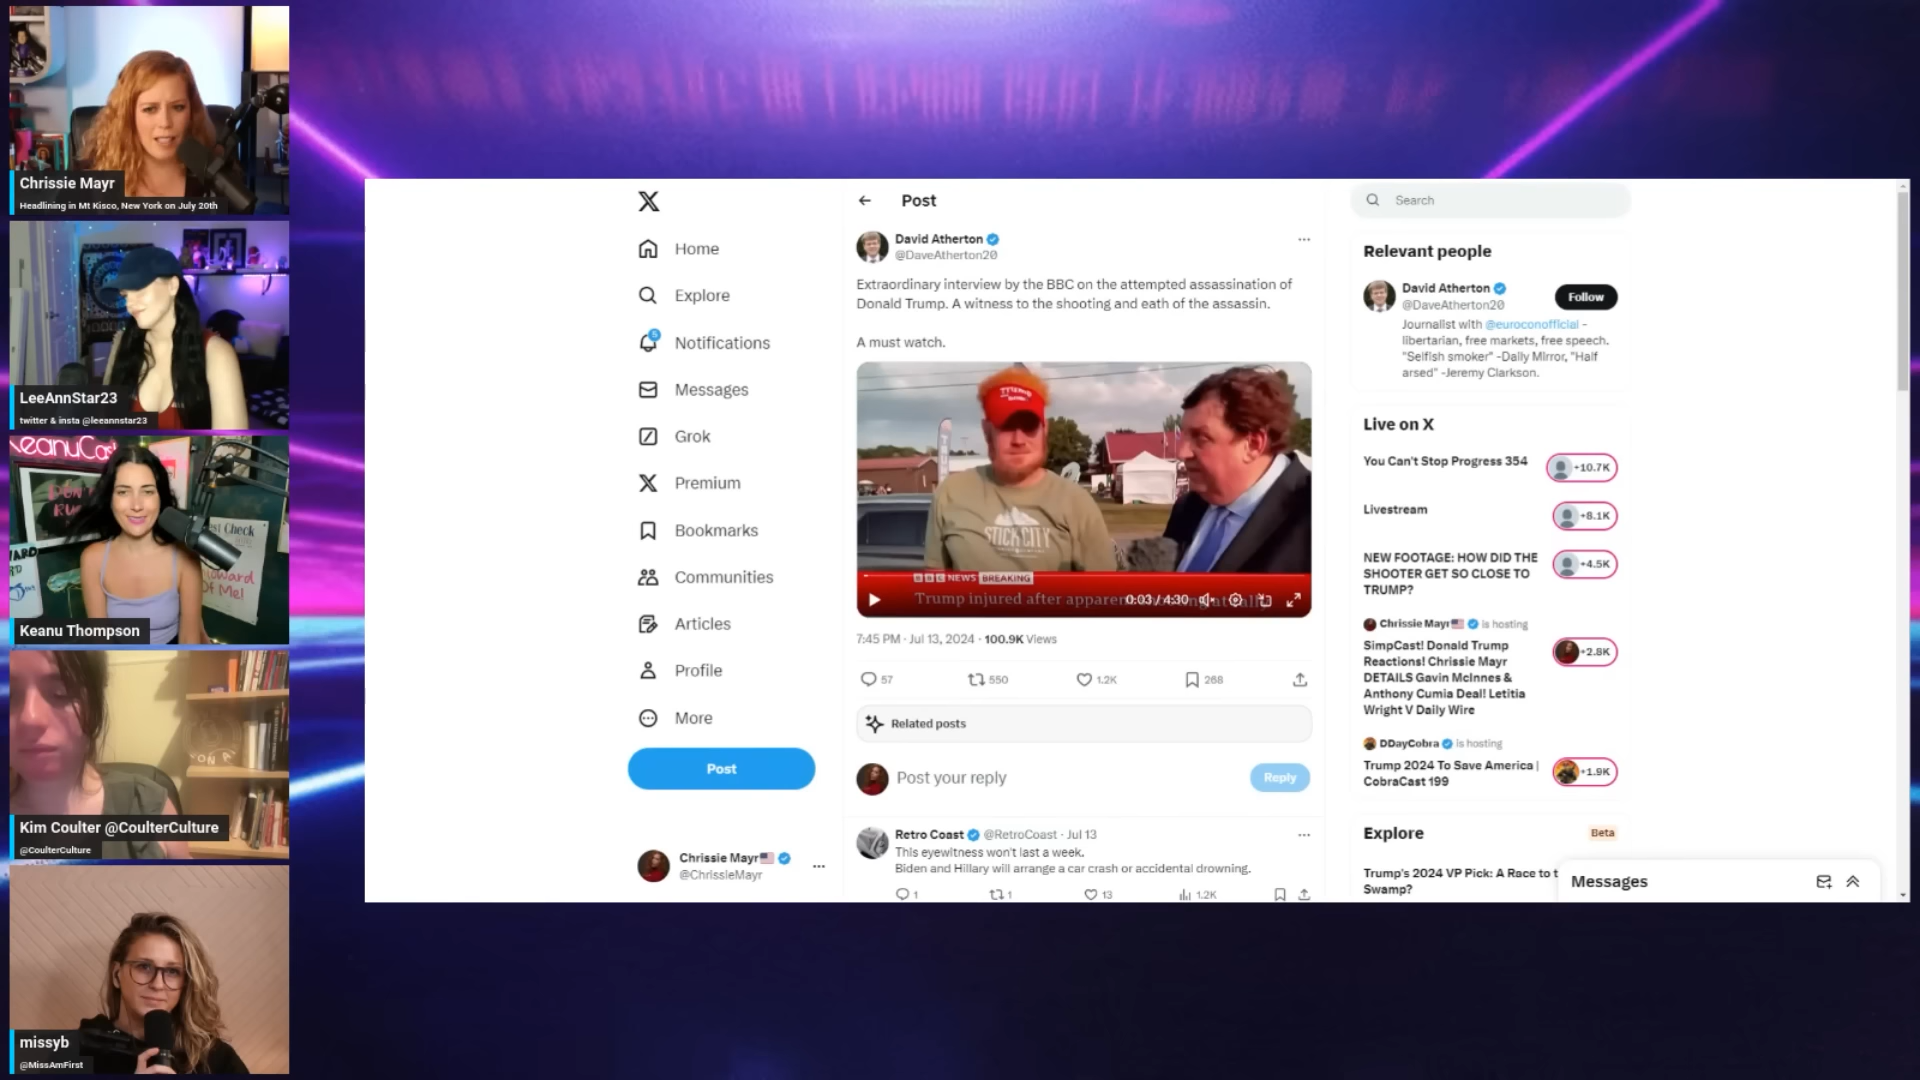 Chrissie Mayr
Headlining in Mt Kisco, New York on July 20th
LeeAnnStar23
twitter & insta @leeannstar23
KeanuCast
DON'T
est Check
toward
Of Me!
Keanu Thompson
Kim Coulter @CoulterCulture
@CoulterCulture
missyb
@MissAmFirst
Home
Explore
Notifications
5
Messages
Grok
Premium
Bookmarks
Communities
Articles
Profile
More
Post
Chrissie Mayr
@ChrissieMayr
Post
David Atherton
@DaveAtherton20
Extraordinary interview by the BBC on the attempted assassination of
Donald Trump. A witness to the shooting and eath of the assassin.
A must watch.
STICK CITY
BBC NEWS BREAKING
Trump injured after apparent
0:03 / 4:30
7:45 PM · Jul 13, 2024 · 100.9K Views
57 550 1.2K 268
Related posts
Post your reply
Reply
Retro Coast @RetroCoast · Jul 13
This eyewitness won't last a week.
Biden and Hillary will arrange a car crash or accidental drowning.
1 1 13 1.2K
Search
Relevant people
David Atherton
@DaveAtherton20
Follow
Journalist with @euroconofficial -
libertarian, free markets, free speech.
"Selfish smoker" -Daily Mirror, "Half
arsed" -Jeremy Clarkson.
Live on X
You Can't Stop Progress 354
+10.7K
Livestream
+8.1K
NEW FOOTAGE: HOW DID THE
SHOOTER GET SO CLOSE TO
TRUMP?
+4.5K
Chrissie Mayr is hosting
SimpCast! Donald Trump
Reactions! Chrissie Mayr
DETAILS Gavin McInnes &
Anthony Cumia Deal! Letitia
Wright V Daily Wire
+2.8K
DDayCobra is hosting
Trump 2024 To Save America |
CobraCast 199
+1.9K
Explore
Beta
Trump's 2024 VP Pick: A Race to t
Swamp?
Messages